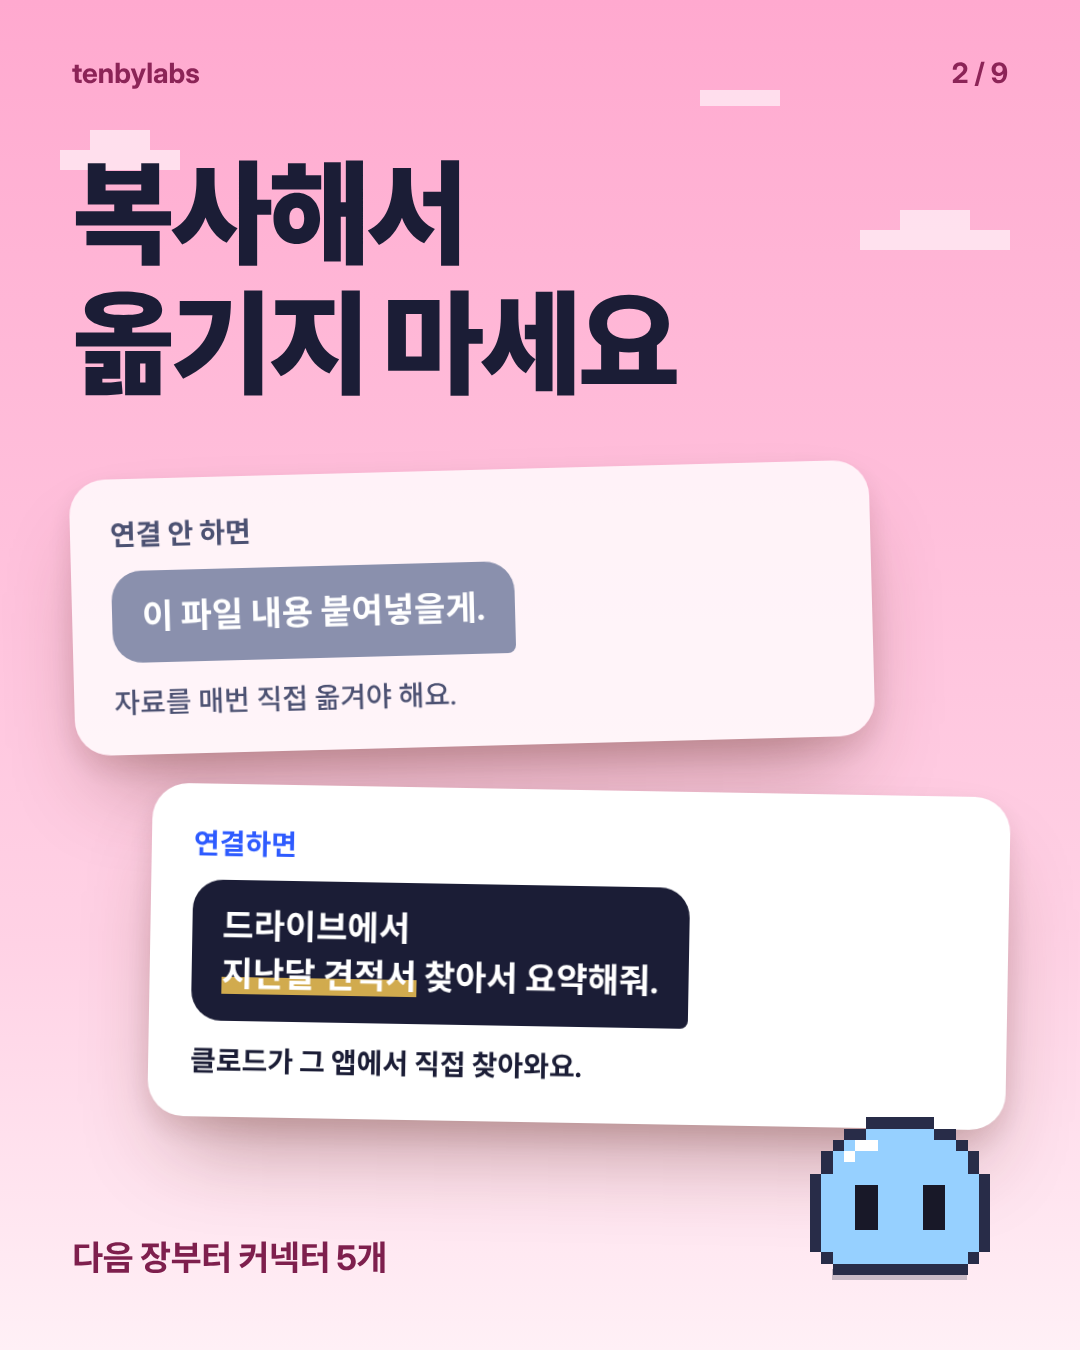 tenbylabs
2 / 9
복사해서
옮기지 마세요
연결 안 하면
이 파일 내용 붙여넣을게.
자료를 매번 직접 옮겨야 해요.
연결하면
드라이브에서
지난달 견적서 찾아서 요약해줘.
클로드가 그 앱에서 직접 찾아와요.
다음 장부터 커넥터 5개